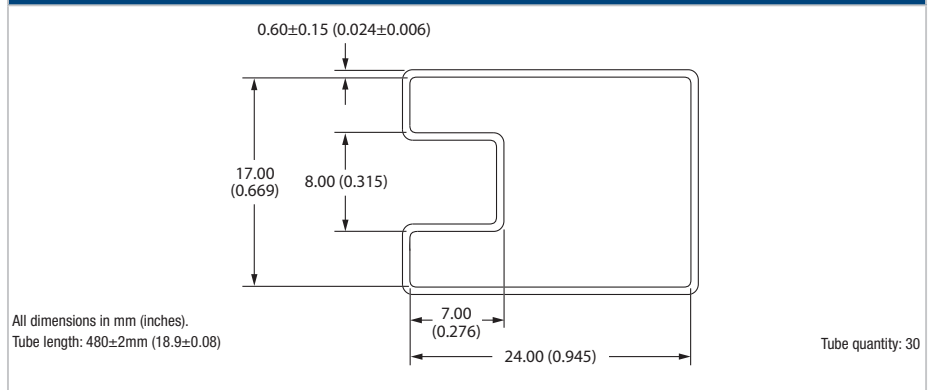 0.60±0.15 (0.024±0.006)
17.00
(0.669)
8.00 (0.315)
7.00
(0.276)
24.00 (0.945)
All dimensions in mm (inches).
Tube length: 480±2mm (18.9±0.08)
Tube quantity: 30